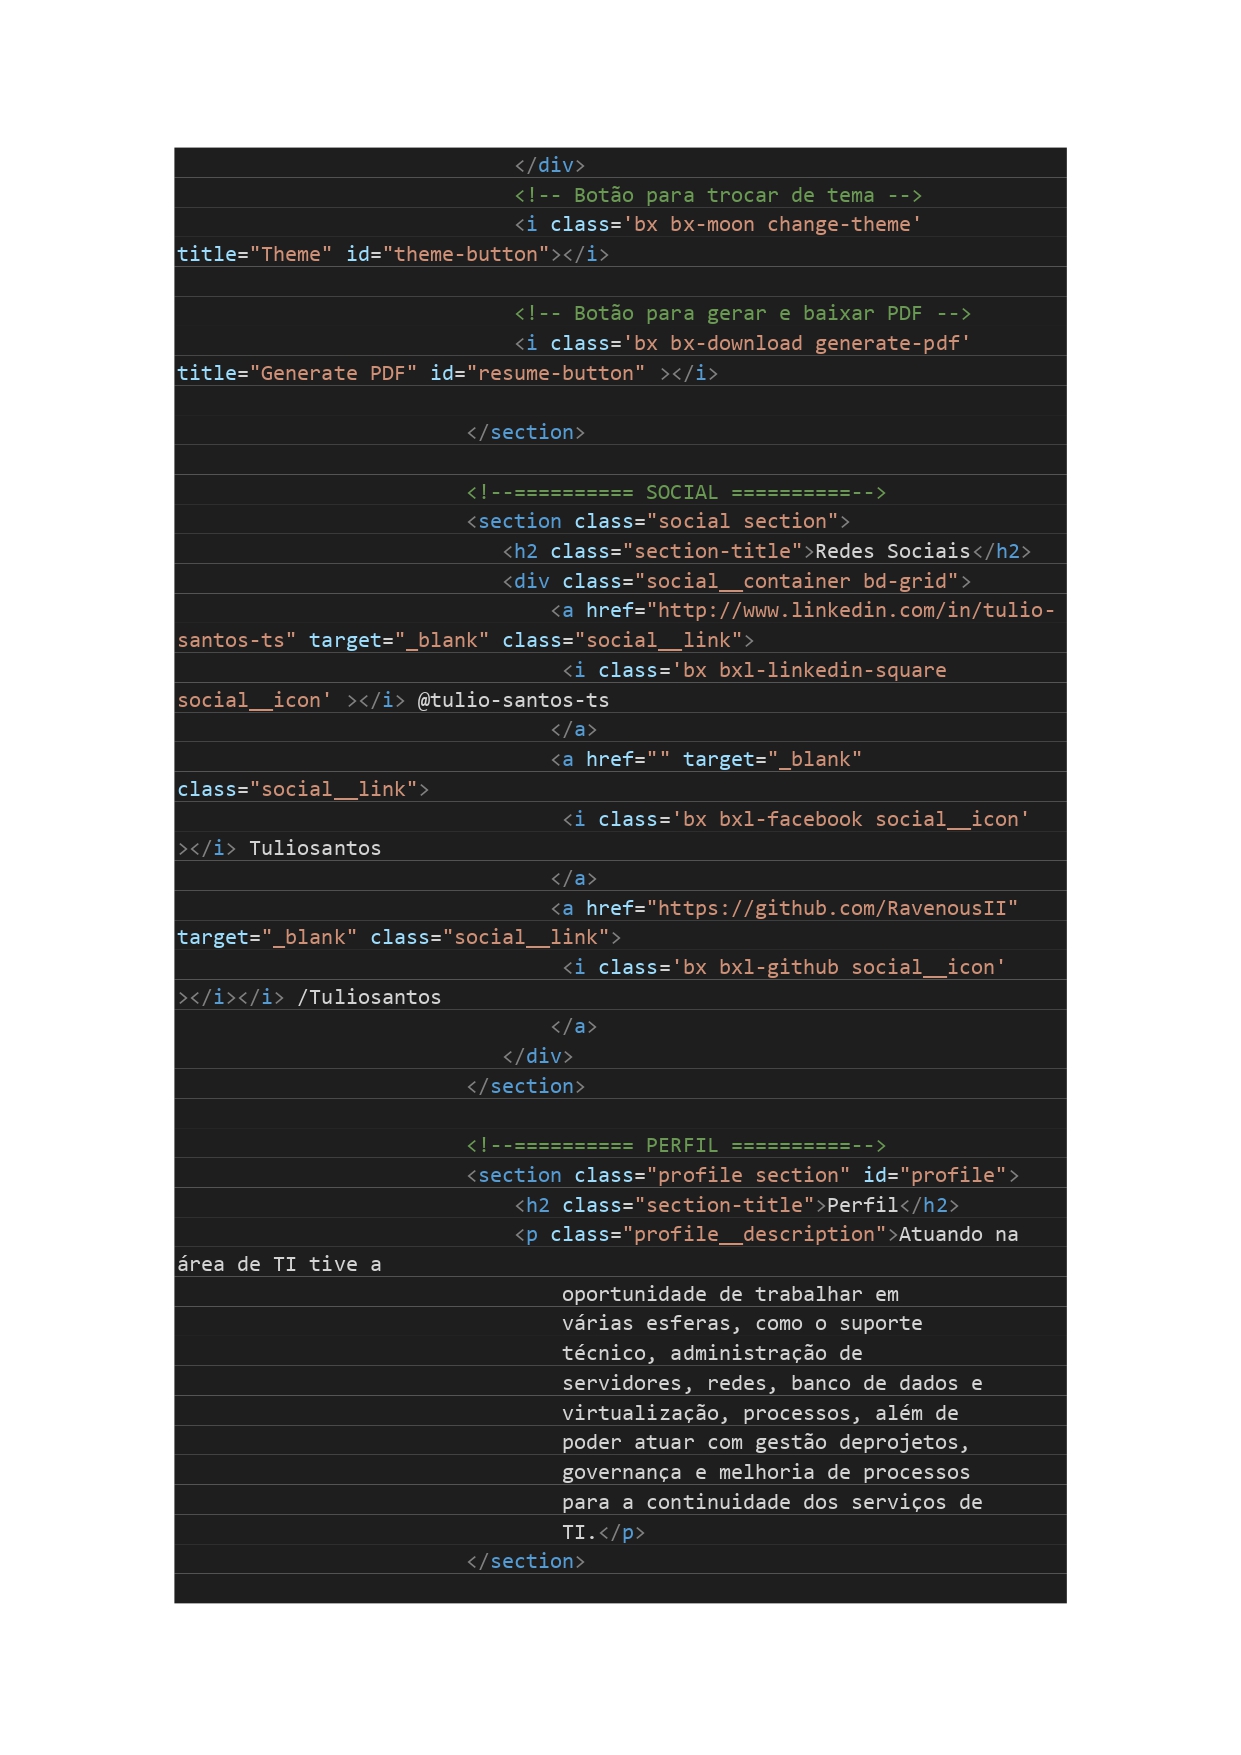 </div>
<!-- Botão para trocar de tema -->
<i class='bx bx-moon change-theme'
title="Theme" id="theme-button"></i>
<!-- Botão para gerar e baixar PDF -->
<i class='bx bx-download generate-pdf'
title="Generate PDF" id="resume-button" ></i>
</section>
<!--========== SOCIAL ==========-->
<section class="social section">
<h2 class="section-title">Redes Sociais</h2>
<div class="social__container bd-grid">
<a href="http://www.linkedin.com/in/tulio-
santos-ts" target="_blank" class="social__link">
<i class='bx bxl-linkedin-square
social__icon' ></i> @tulio-santos-ts
</a>
<a href="" target="_blank"
class="social__link">
<i class='bx bxl-facebook social__icon'
></i> Tuliosantos
</a>
<a href="https://github.com/RavenousII"
target="_blank" class="social__link">
<i class='bx bxl-github social__icon'
></i></i> /Tuliosantos
</a>
</div>
</section>
<!--========== PERFIL ==========-->
<section class="profile section" id="profile">
<h2 class="section-title">Perfil</h2>
<p class="profile__description">Atuando na
área de TI tive a
oportunidade de trabalhar em
várias esferas, como o suporte
técnico, administração de
servidores, redes, banco de dados e
virtualização, processos, além de
poder atuar com gestão deprojetos,
governança e melhoria de processos
para a continuidade dos serviços de
TI.</p>
</section>